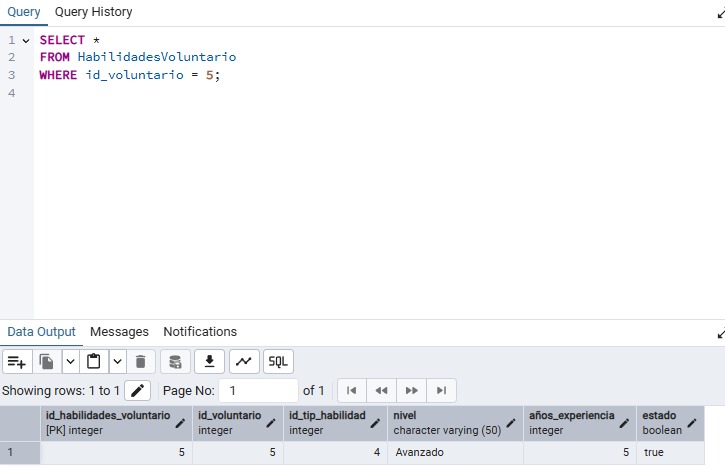 Query Query History
1 SELECT *
2 FROM HabilidadesVoluntario
3 WHERE id_voluntario = 5;
4
Data Output Messages Notifications
SQL
Showing rows: 1 to 1 Page No: 1 of 1
id_habilidades_voluntario id_voluntario id_tip_habilidad nivel años_experiencia estado
[PK] integer integer integer character varying (50) integer boolean
1 5 5 4 Avanzado 5 true